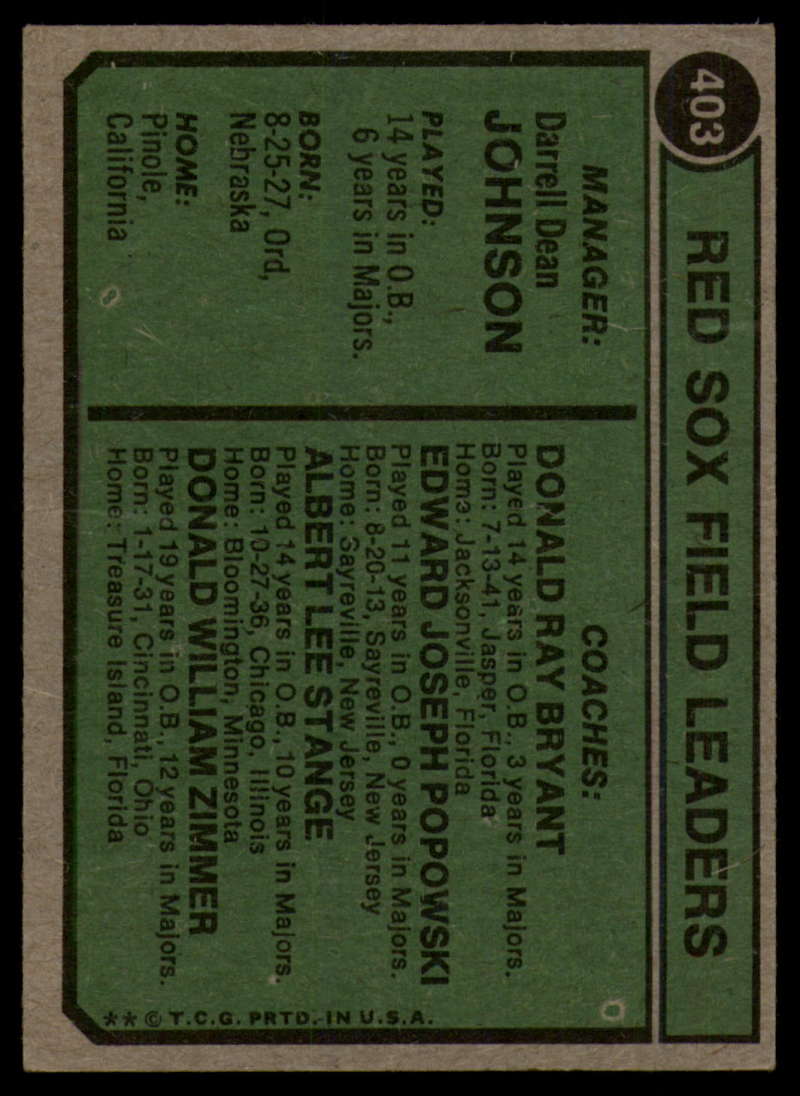 403
RED SOX FIELD LEADERS
MANAGER:
Darrell Dean
JOHNSON
PLAYED:
14 years in O.B.,
6 years in Majors.
BORN:
8-25-27, Ord,
Nebraska
HOME:
Pinole,
California
COACHES:
DONALD RAY BRYANT
Played 14 years in O.B., 3 years in Majors.
Born: 7-13-41, Jasper, Florida
Home: Jacksonville, Florida
EDWARD JOSEPH POPOWSKI
Played 11 years in O.B., 0 years in Majors.
Born: 8-20-13, Sayreville, New Jersey
Home: Sayreville, New Jersey
ALBERT LEE STANGE
Played 14 years in O.B., 10 years in Majors.
Born: 10-27-36, Chicago, Illinois
Home: Bloomington, Minnesota
DONALD WILLIAM ZIMMER
Played 19 years in O.B., 12 years in Majors.
Born: 1-17-31, Cincinnati, Ohio
Home: Treasure Island, Florida
** © T.C.G. PRTD. IN U.S.A.